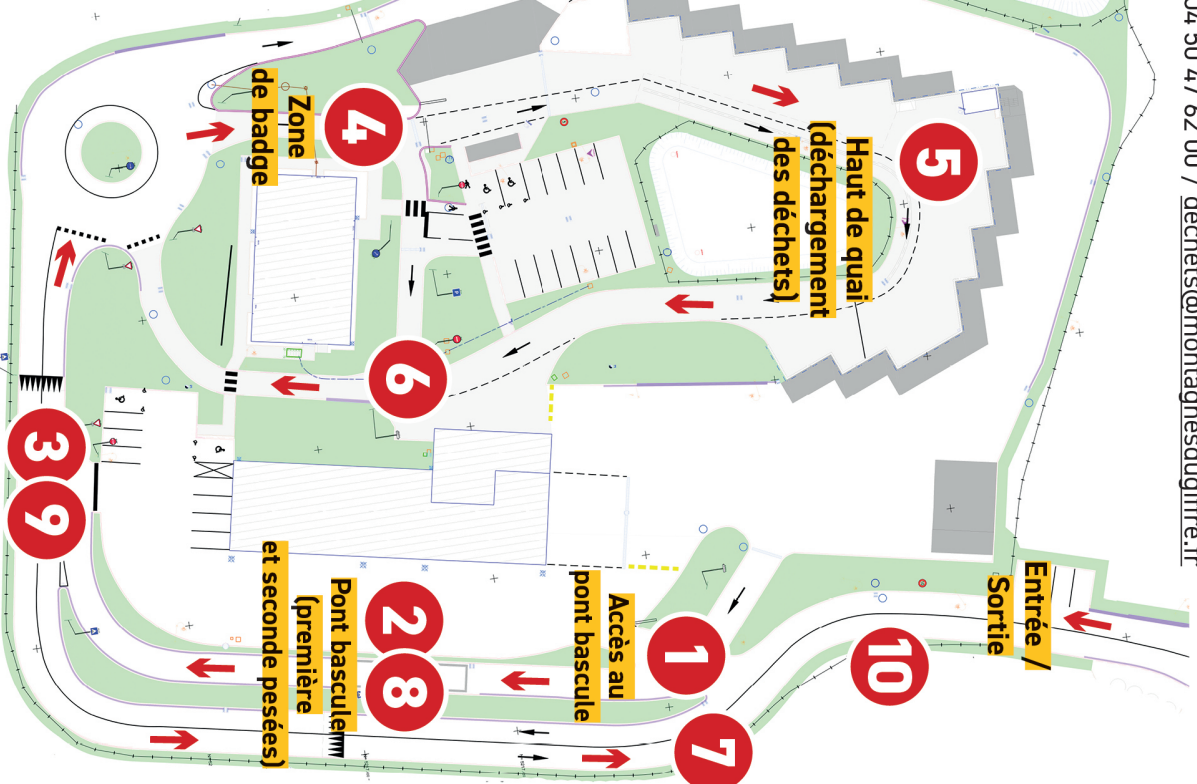 04 50 47 62 00 / dechets@montagnesdugiffre.fr
Entrée /
Sortie
10
5
Haut de quai
(déchargement
des déchets)
7
1
Accès au
pont bascule
2
8
Pont bascule
(première
et seconde pesées)
6
4
Zone
de badge
3
9